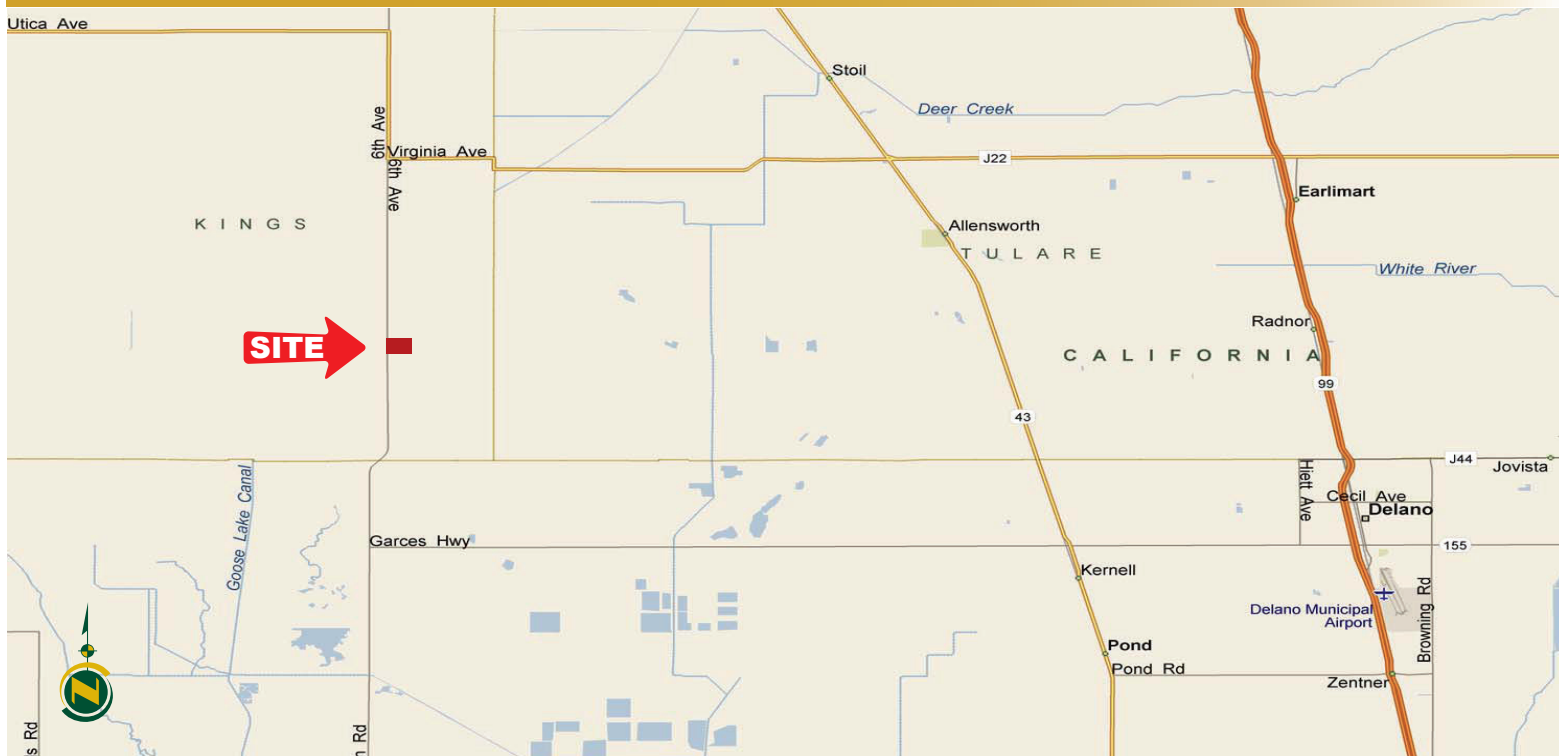 Utica Ave
Stoil
Deer Creek
6th Ave
Virginia Ave
J22
6th Ave
Earlimart
KINGS
Allensworth
TULARE
White River
Radnor
SITE
CALIFORNIA
99
43
J44
Jovista
Goose Lake Canal
Hiett Ave
Cecil Ave
Delano
Garces Hwy
155
Kernell
Delano Municipal
Airport
Browning Rd
Pond
Pond Rd
Zentner
N
Rd
Rd